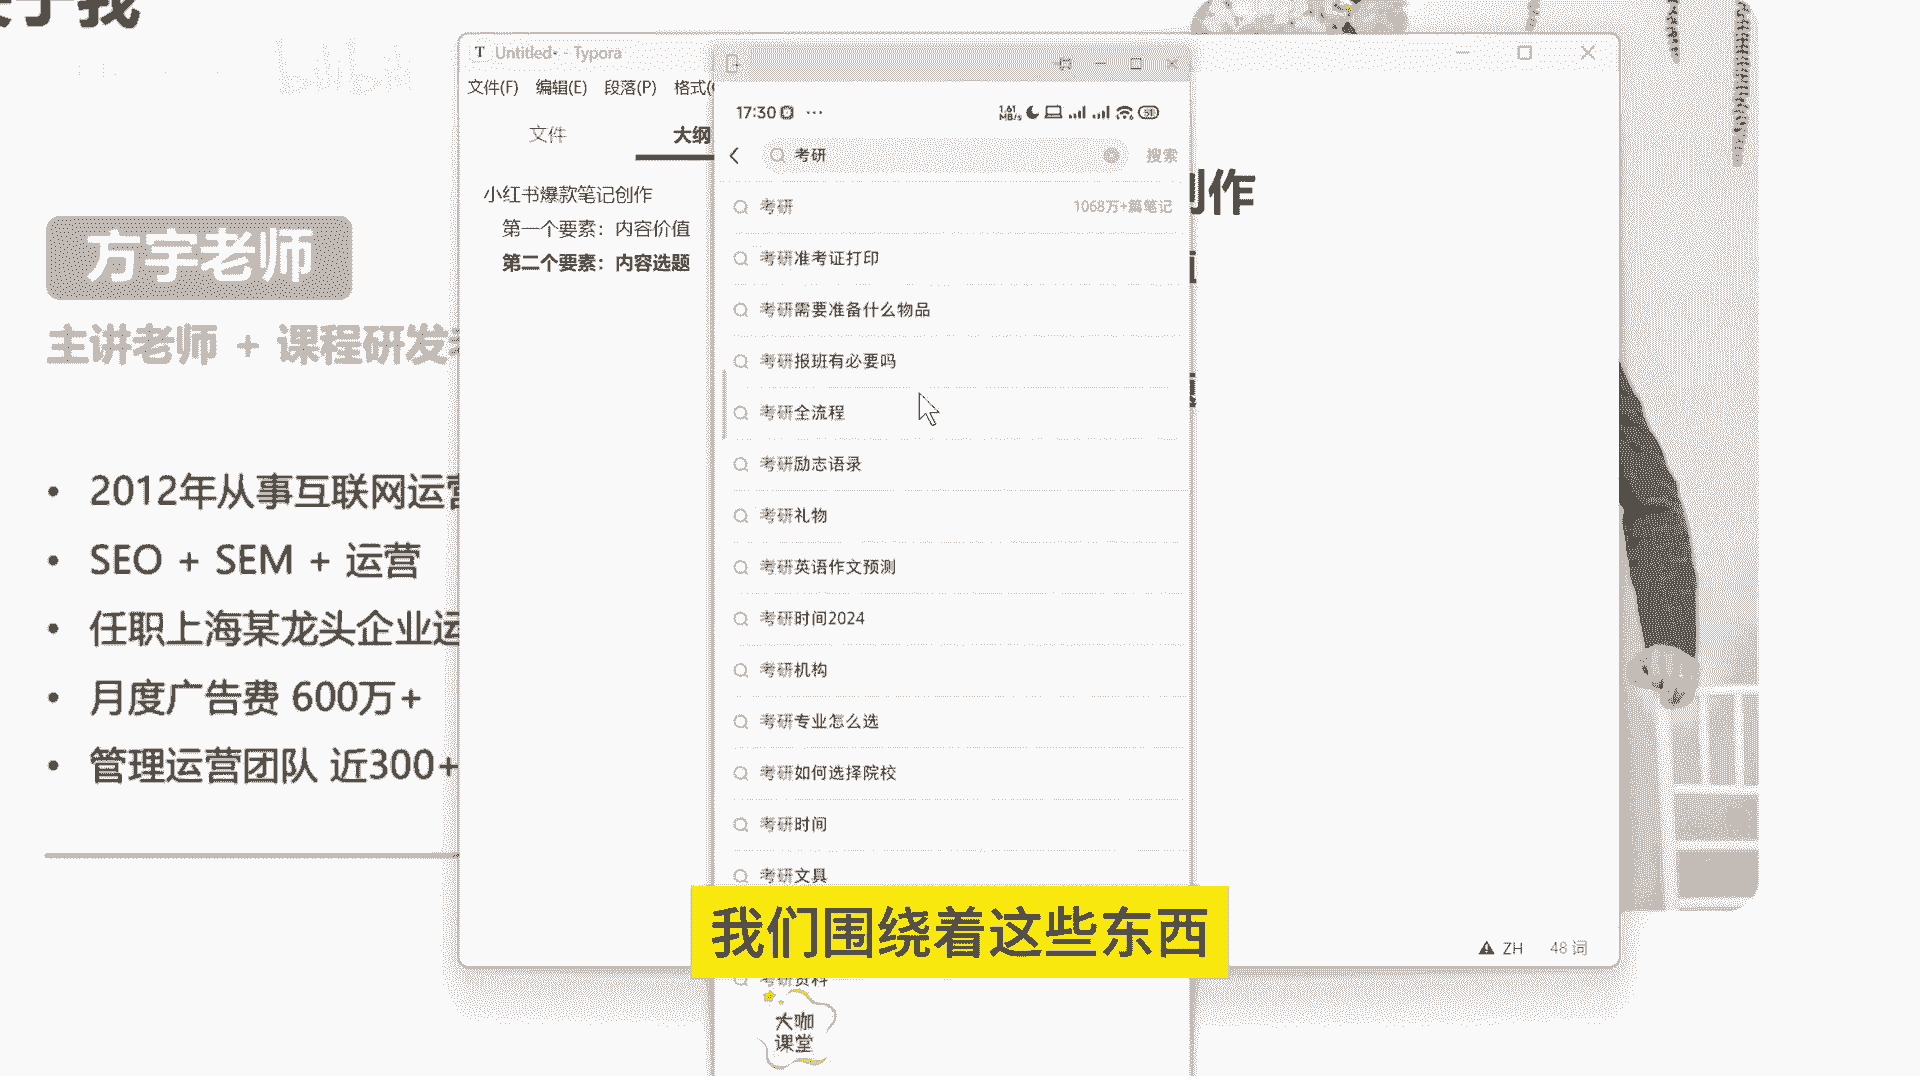 关于我
bilibili
方宇老师
主讲老师 + 课程研发
2012年从事互联网运营
SEO + SEM + 运营
任职上海某龙头企业运
月度广告费 600万+
管理运营团队 近300+
T Untitled• - Typora
文件(F) 编辑(E) 段落(P) 格式(
文件 大纲
小红书爆款笔记创作
第一个要素：内容价值
第二个要素：内容选题
创作
17:30 ···
1.61 MB/s
51
考研
搜索
考研 1068万+篇笔记
考研准考证打印
考研需要准备什么物品
考研报班有必要吗
考研全流程
考研励志语录
考研礼物
考研英语作文预测
考研时间2024
考研机构
考研专业怎么选
考研如何选择院校
考研时间
考研文具
我们围绕着这些东西
考研资料
大咖
课堂
ZH 48 词